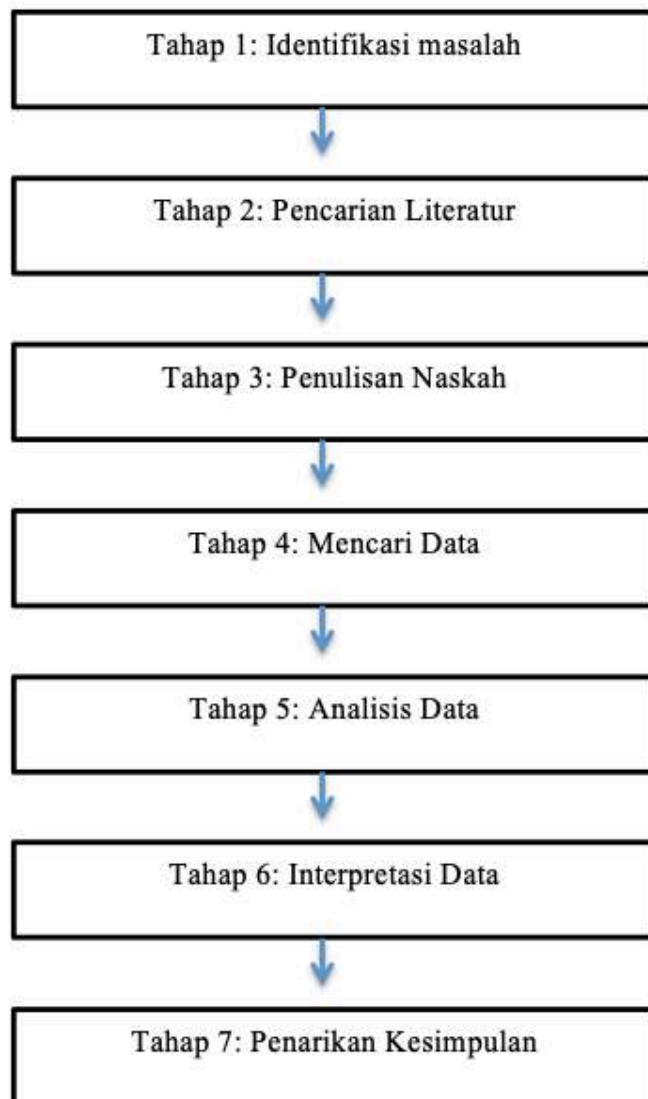 Tahap 1: Identifikasi masalah
Tahap 2: Pencarian Literatur
Tahap 3: Penulisan Naskah
Tahap 4: Mencari Data
Tahap 5: Analisis Data
Tahap 6: Interpretasi Data
Tahap 7: Penarikan Kesimpulan